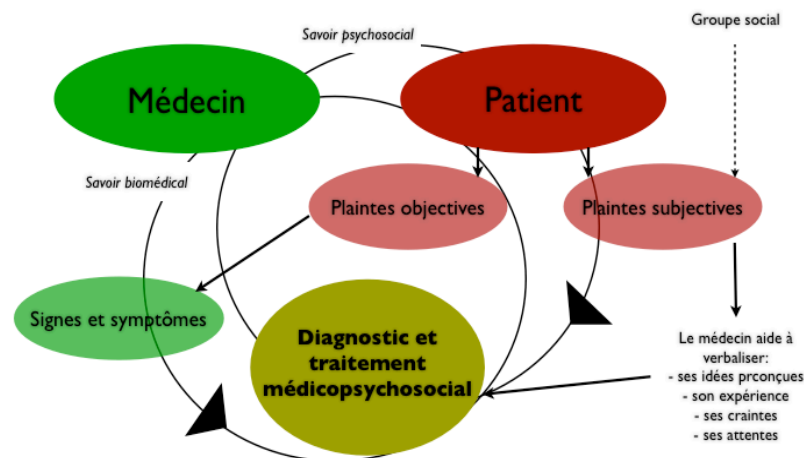 Groupe social
Savoir psychosocial
Médecin
Patient
Savoir biomédical
Plaintes objectives
Plaintes subjectives
Signes et symptômes
Diagnostic et
traitement
médicopsychosocial
Le médecin aide à
verbaliser:
- ses idées prconçues
- son expérience
- ses craintes
- ses attentes